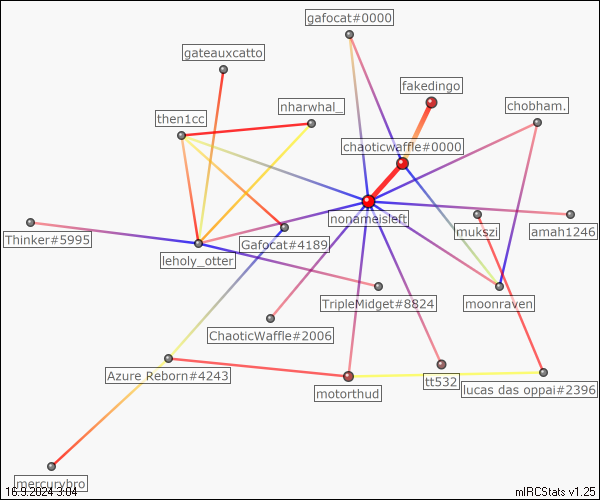 gafocat#0000
gateauxcatto
fakedingo
nharwhal_
chobham.
then1cc
chaoticwaffle#0000
nonameisleft
mukszi
amah1246
Thinker#5995
Gafocat#4189
leholy_otter
TripleMidget#8824
moonraven
ChaoticWaffle#2006
Azure Reborn#4243
tt532
motorthud
lucas das oppai#2396
mercurybro
16.9.2024 3:04
mIRCStats v1.25